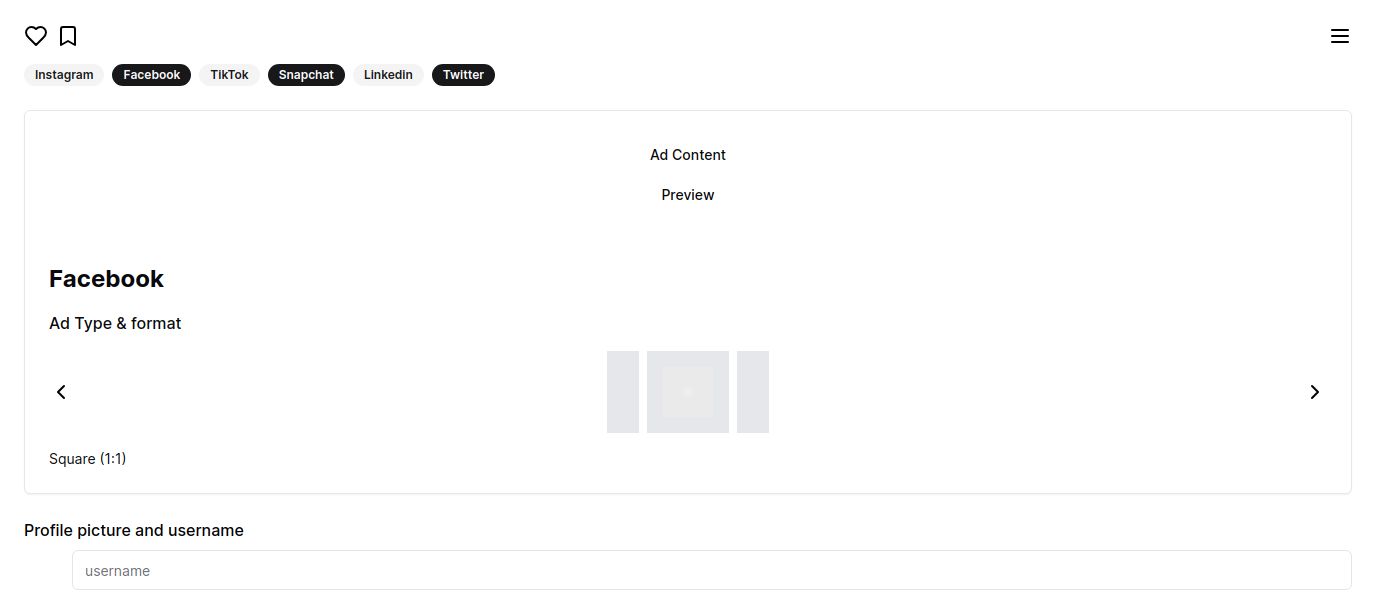 Instagram Facebook TikTok Snapchat Linkedin Twitter
Ad Content
Preview
Facebook
Ad Type & format
Square (1:1)
Profile picture and username
username